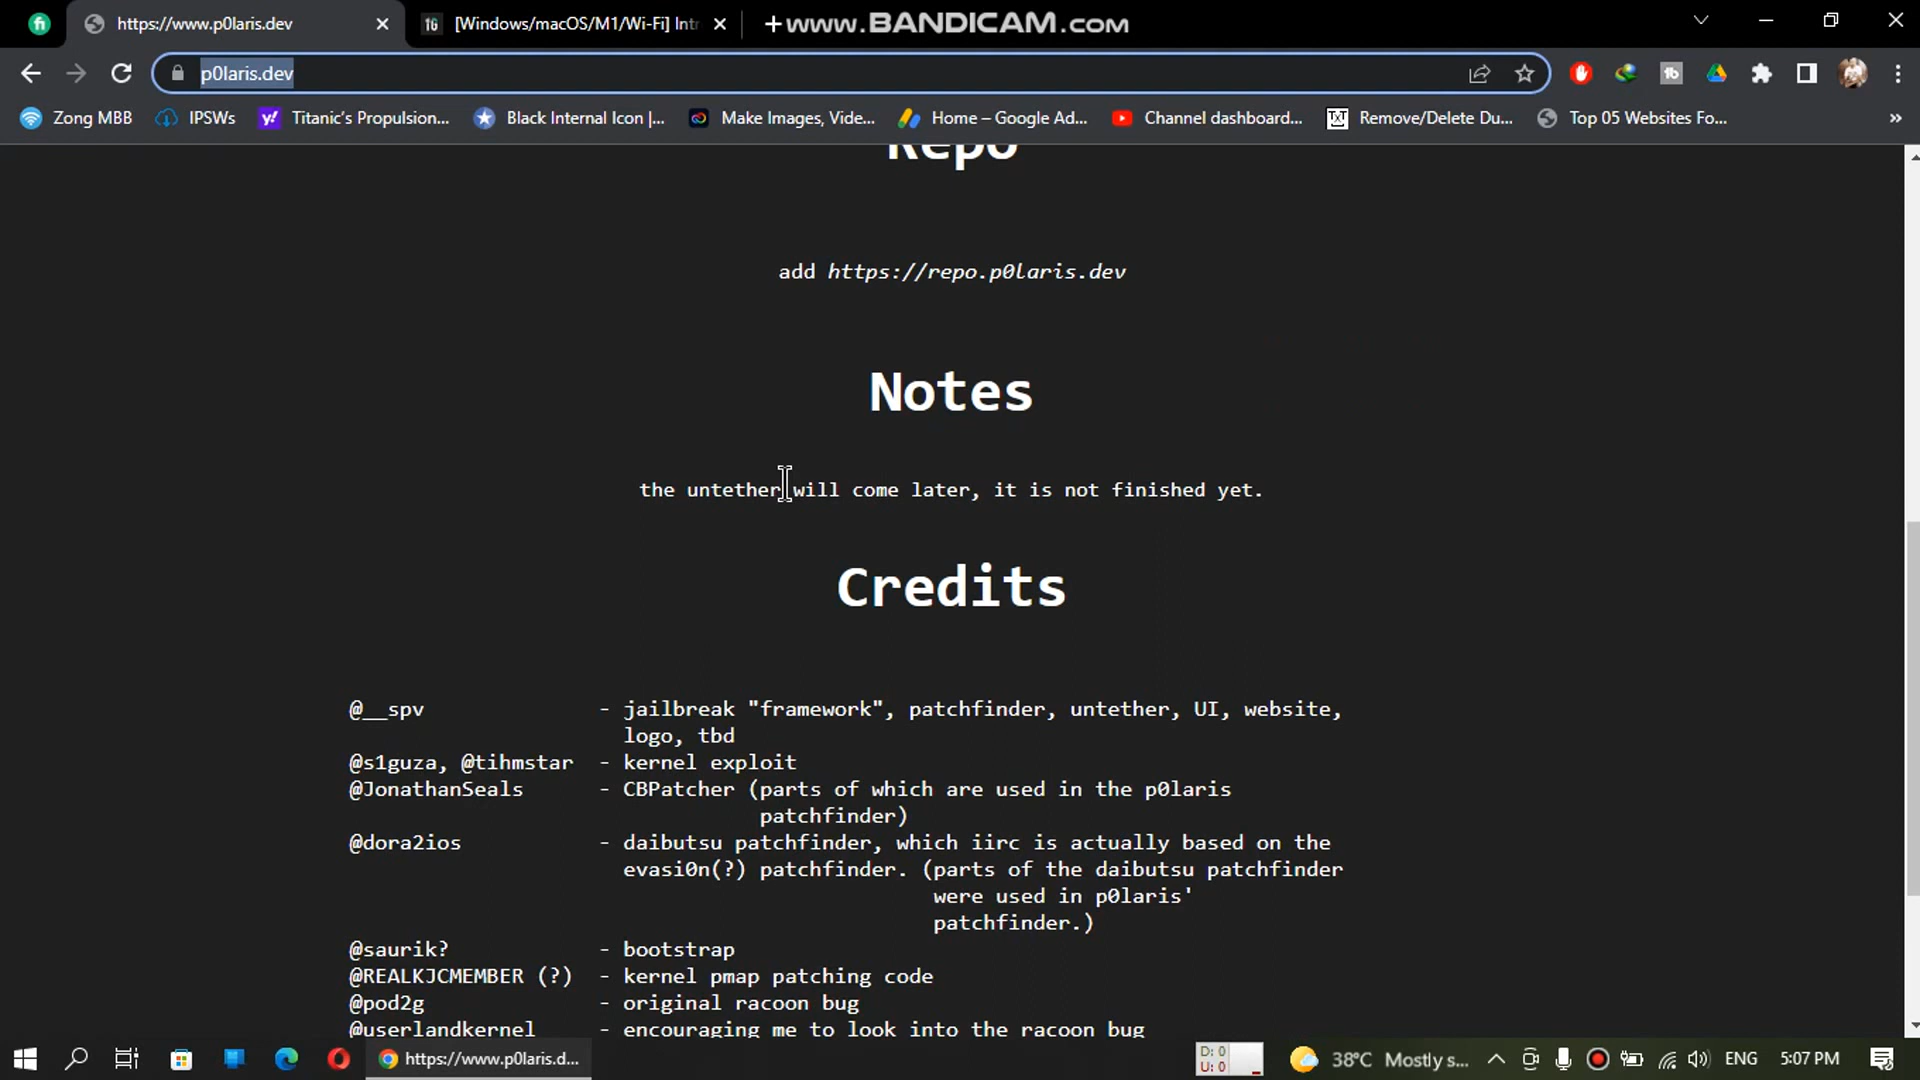 https://www.p0laris.dev
16
[Windows/macOS/M1/Wi-Fi] Intr
www.BANDICAM.com
p0laris.dev
Zong MBB
IPSWs
Titanic's Propulsion...
Black Internal Icon |...
Make Images, Vide...
Home – Google Ad...
Channel dashboard...
TXT
Remove/Delete Du...
Top 05 Websites Fo...
Repo
add https://repo.p0laris.dev
Notes
the untether will come later, it is not finished yet.
Credits
@__spv - jailbreak "framework", patchfinder, untether, UI, website,
logo, tbd
@s1guza, @tihmstar - kernel exploit
@JonathanSeals - CBPatcher (parts of which are used in the p0laris
patchfinder)
@dora2ios - daibutsu patchfinder, which iirc is actually based on the
evasi0n(?) patchfinder. (parts of the daibutsu patchfinder
were used in p0laris'
patchfinder.)
@saurik? - bootstrap
@REALKJCMEMBER (?) - kernel pmap patching code
@pod2g - original racoon bug
@userlandkernel - encouraging me to look into the racoon bug
https://www.p0laris.d...
D: 0
U: 0
38°C Mostly s...
ENG
5:07 PM